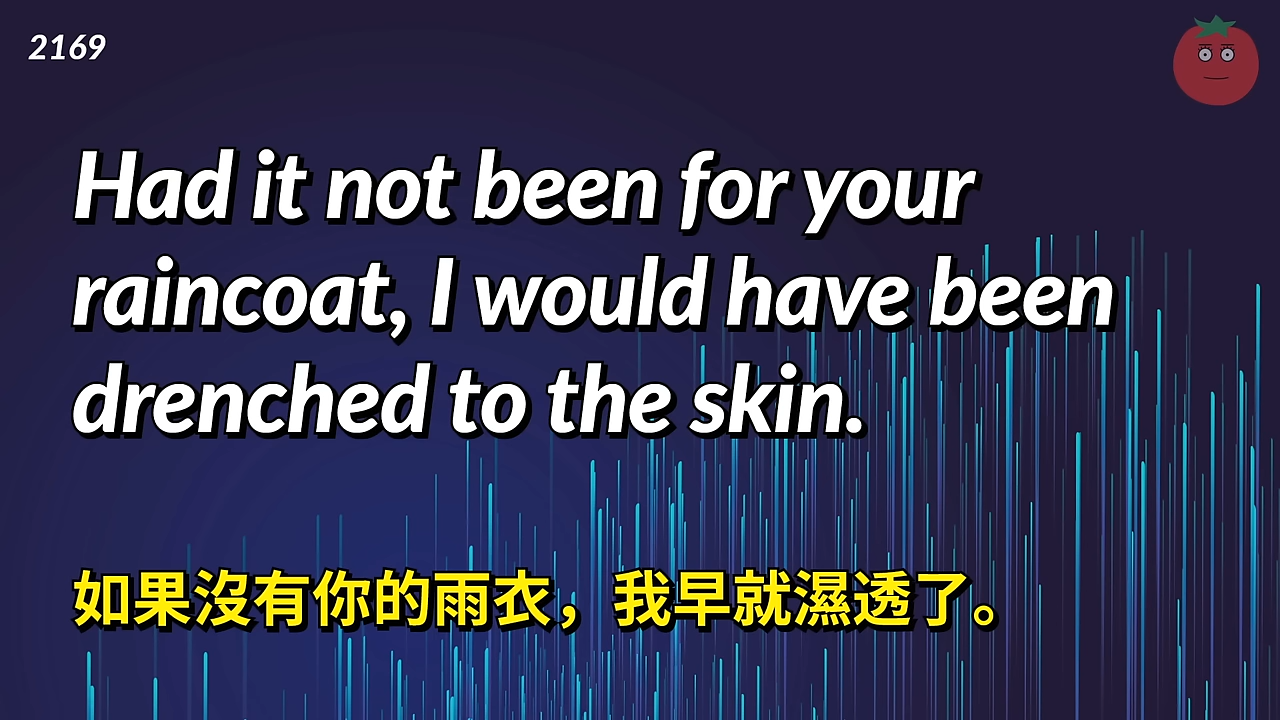 2169
Had it not been for your
raincoat, I would have been
drenched to the skin.
如果沒有你的雨衣，我早就濕透了。